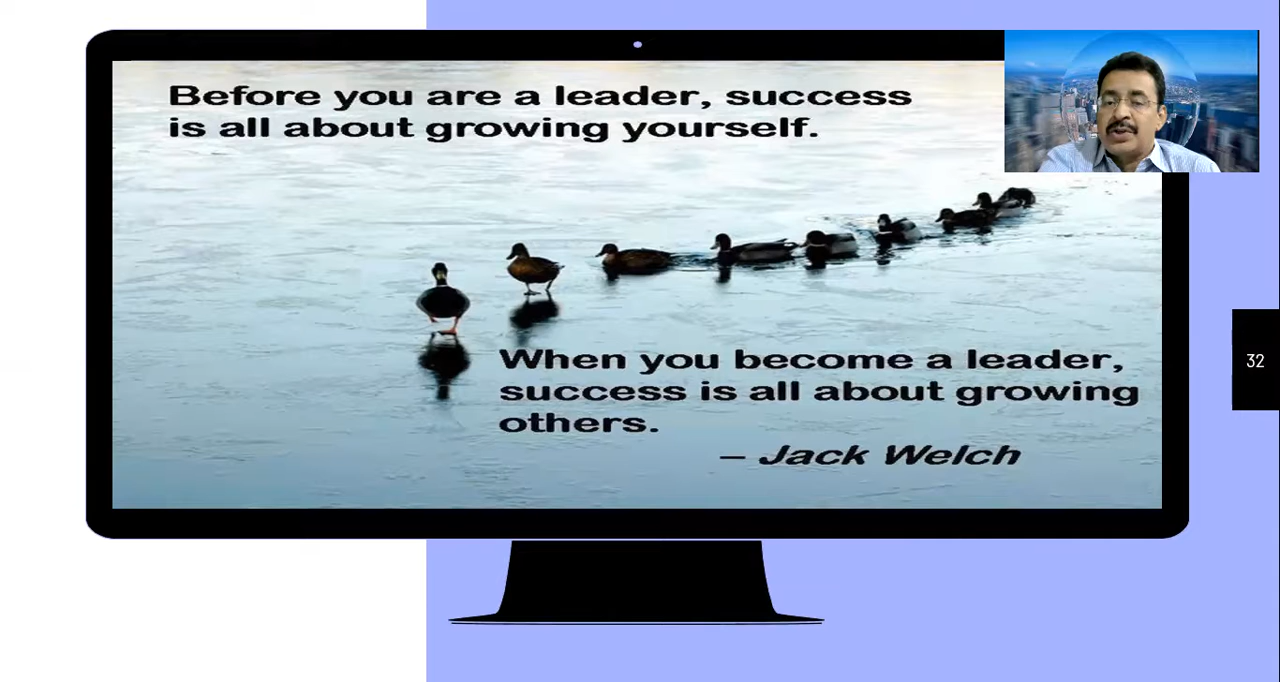 Before you are a leader, success
is all about growing yourself.
When you become a leader,
success is all about growing
others.
– Jack Welch
32